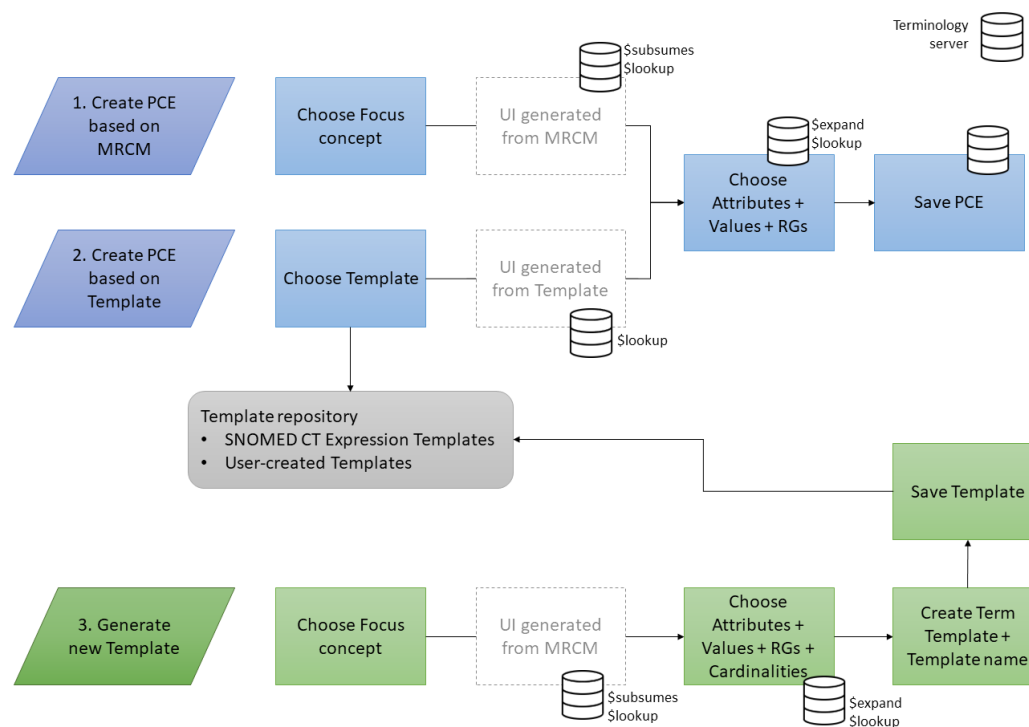 Terminology
server
$subsumes
$lookup
1. Create PCE
based on
MRCM
Choose Focus
concept
UI generated
from MRCM
$expand
$lookup
Choose
Attributes +
Values + RGs
Save PCE
2. Create PCE
based on
Template
Choose Template
UI generated
from Template
$lookup
Template repository
• SNOMED CT Expression Templates
• User-created Templates
Save Template
3. Generate
new Template
Choose Focus
concept
UI generated
from MRCM
$subsumes
$lookup
Choose
Attributes +
Values + RGs +
Cardinalities
$expand
$lookup
Create Term
Template +
Template name